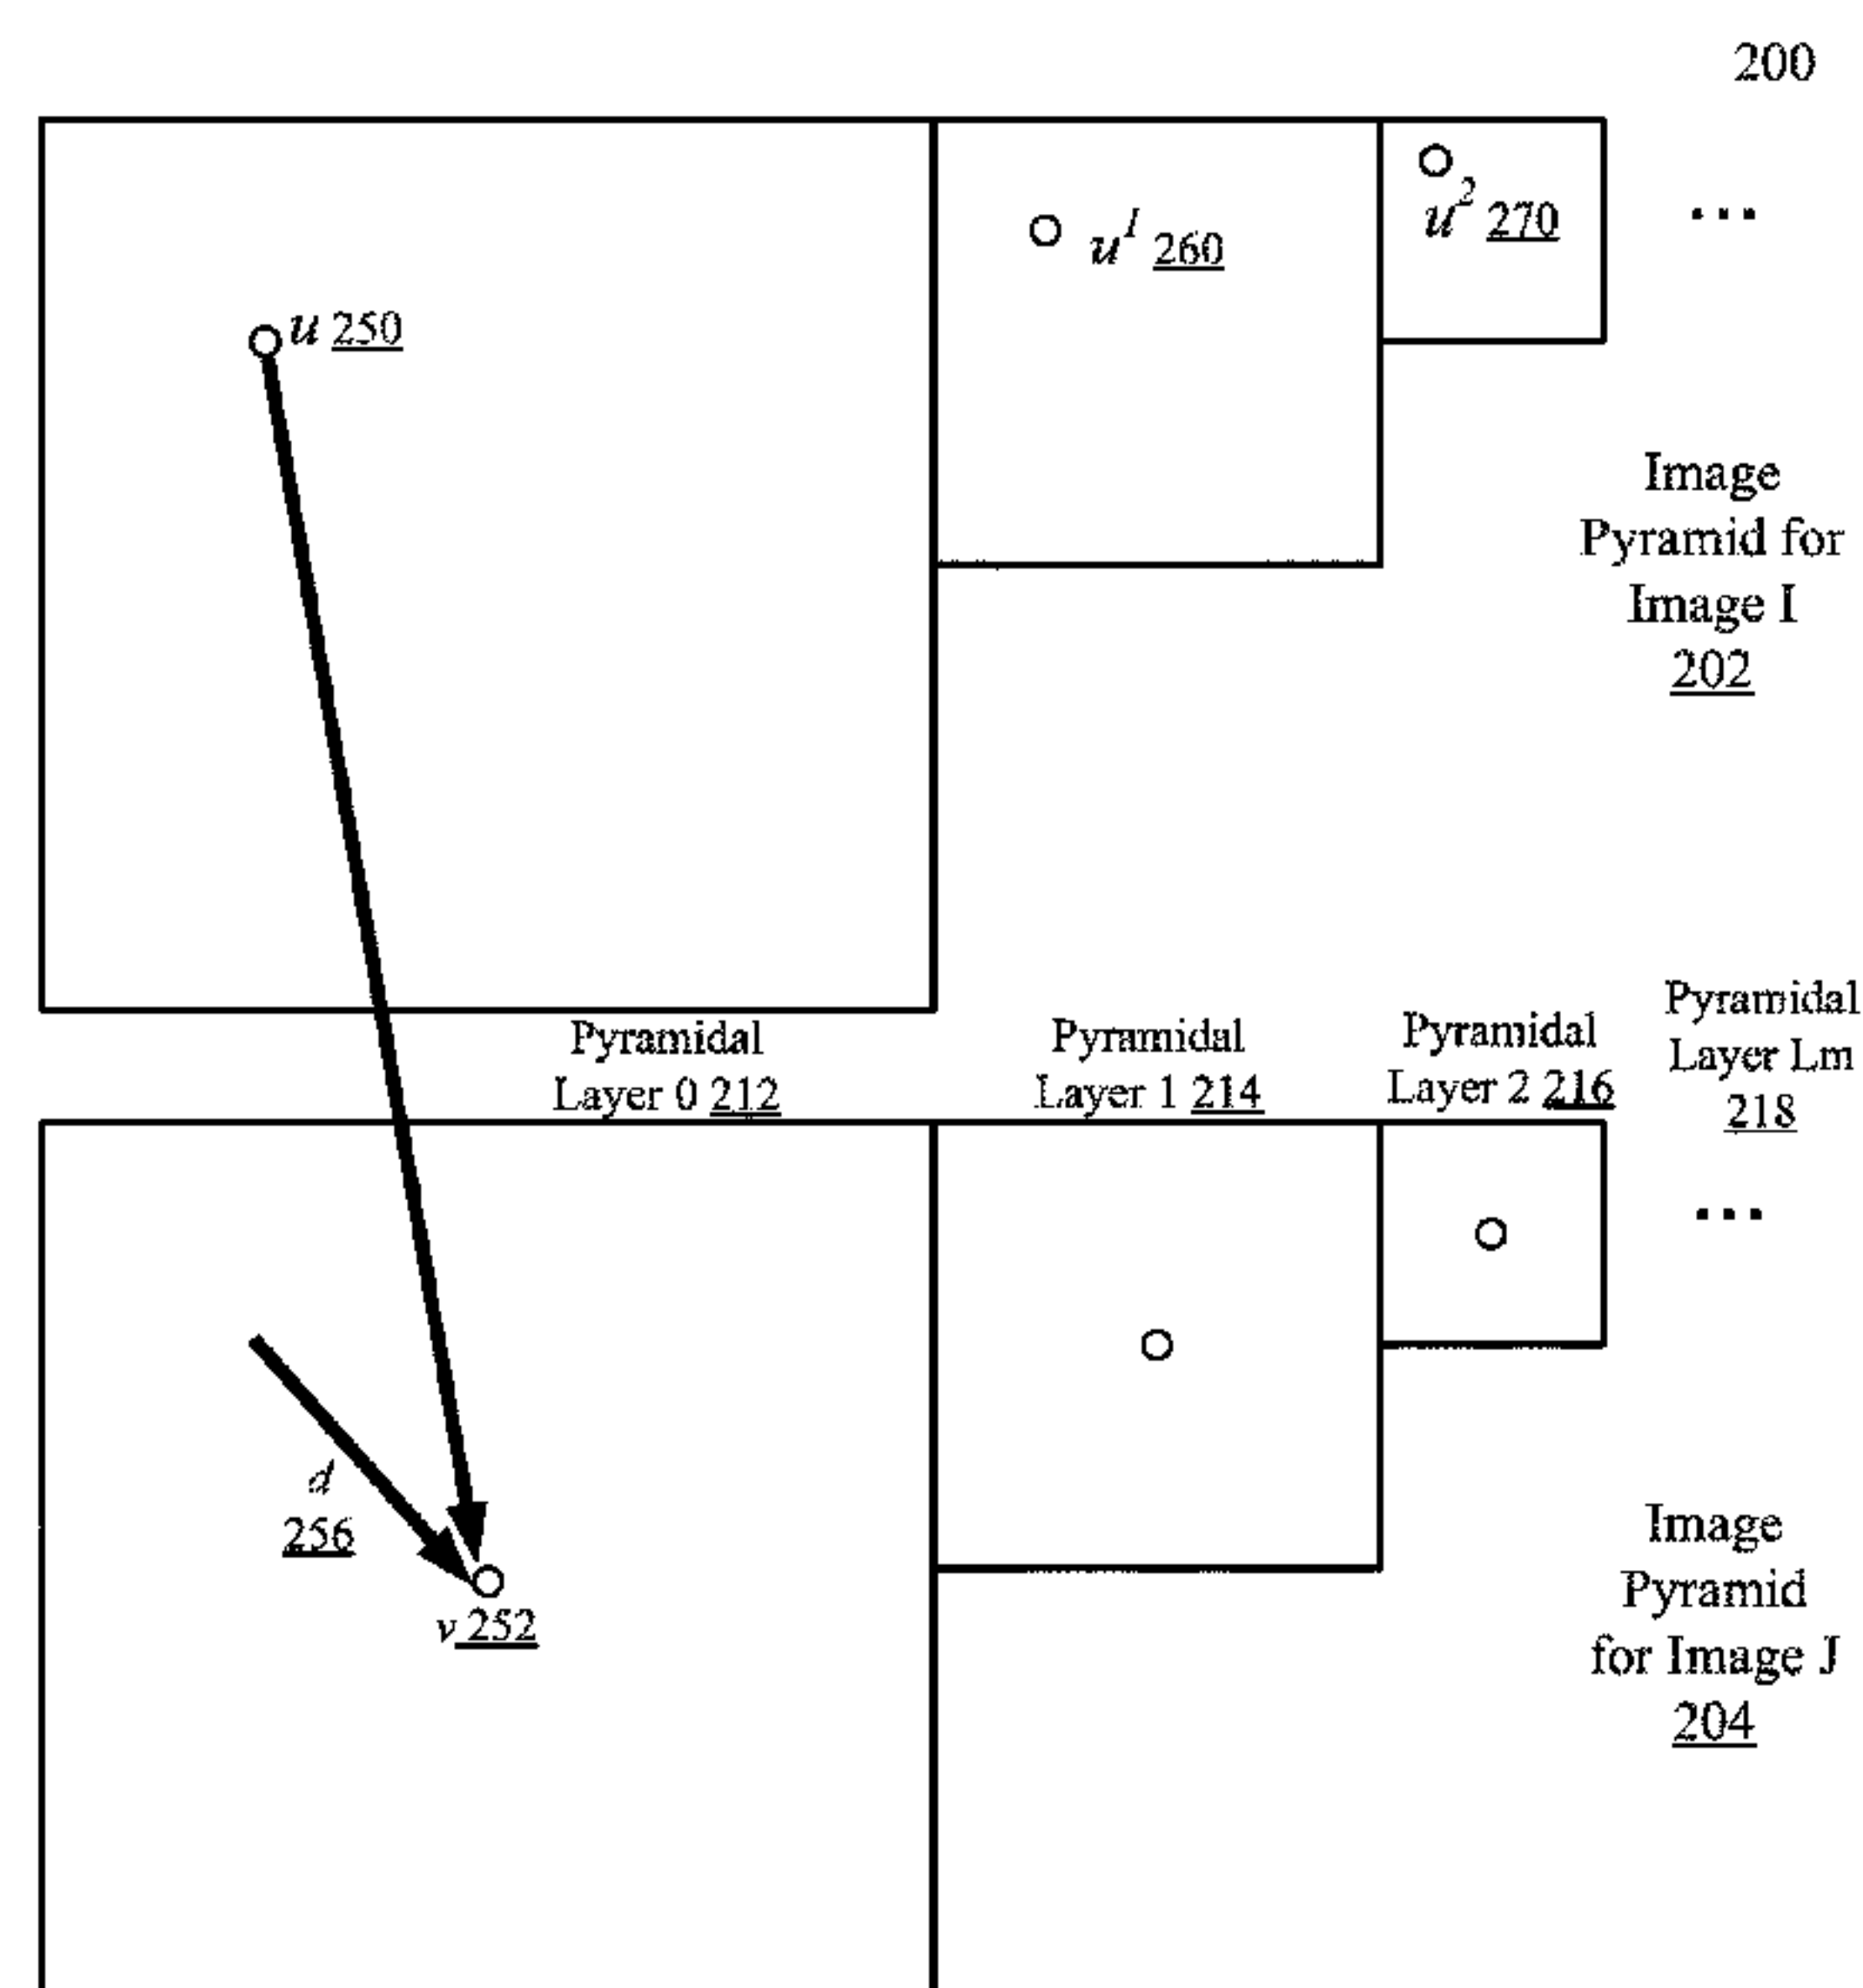 200
u 250
u1 260
u2 270
...
Image
Pyramid for
Image I
202
Pyramidal
Layer 0 212
Pyramidal
Layer 1 214
Pyramidal
Layer 2 216
Pyramidal
Layer Lm
218
...
d
256
v 252
Image
Pyramid
for Image J
204